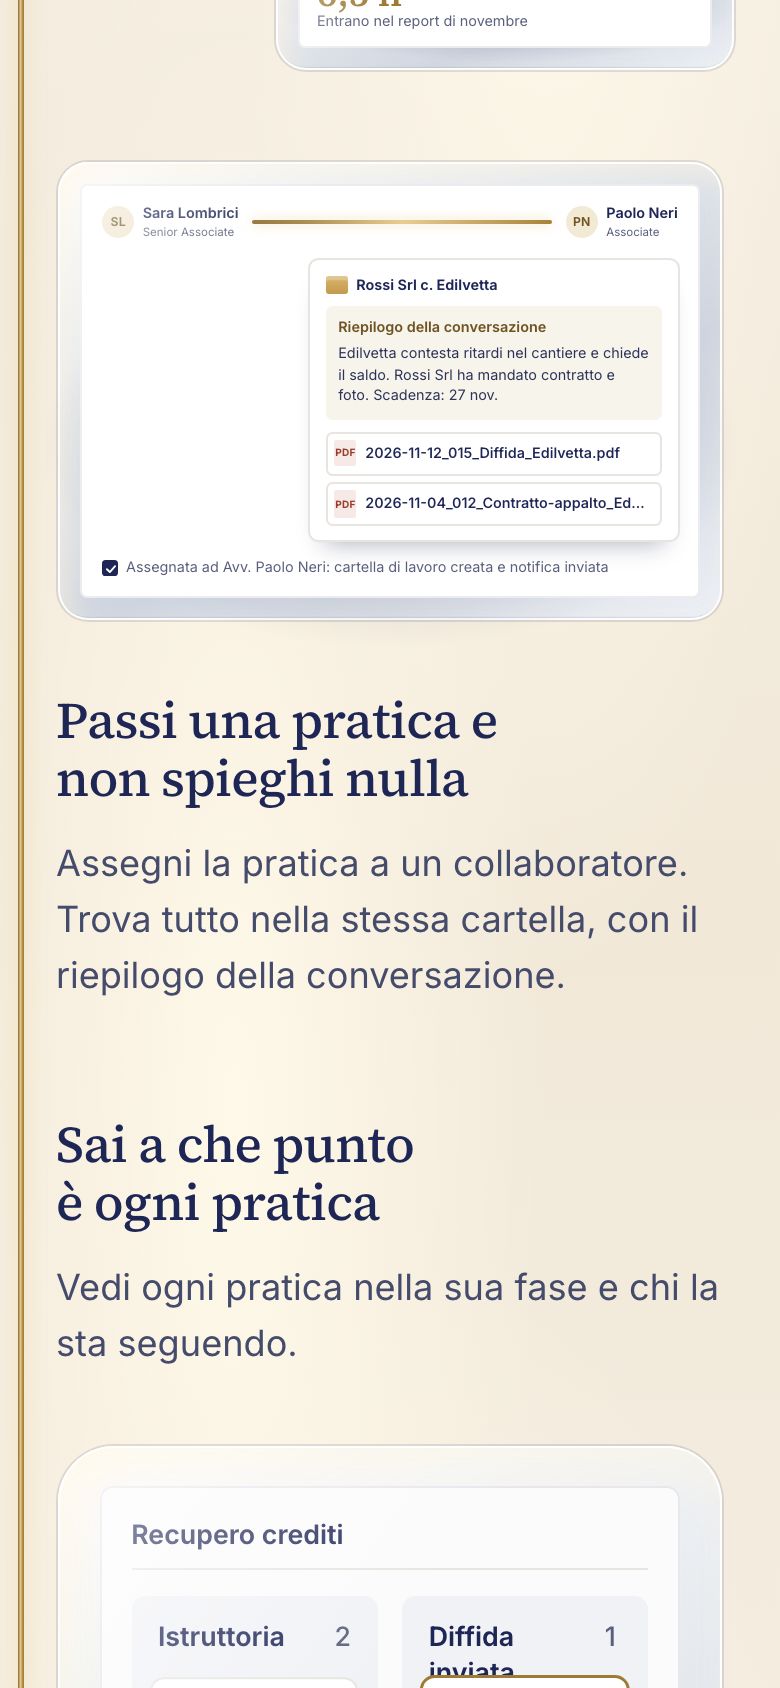 Entrano nel report di novembre
SL
Sara Lombrici
Senior Associate
PN
Paolo Neri
Associate
Rossi Srl c. Edilvetta
Riepilogo della conversazione
Edilvetta contesta ritardi nel cantiere e chiede
il saldo. Rossi Srl ha mandato contratto e
foto. Scadenza: 27 nov.
PDF
2026-11-12_015_Diffida_Edilvetta.pdf
PDF
2026-11-04_012_Contratto-appalto_Ed...
Assegnata ad Avv. Paolo Neri: cartella di lavoro creata e notifica inviata
Passi una pratica e
non spieghi nulla
Assegni la pratica a un collaboratore.
Trova tutto nella stessa cartella, con il
riepilogo della conversazione.
Sai a che punto
è ogni pratica
Vedi ogni pratica nella sua fase e chi la
sta seguendo.
Recupero crediti
Istruttoria 2
Diffida 1
inviata